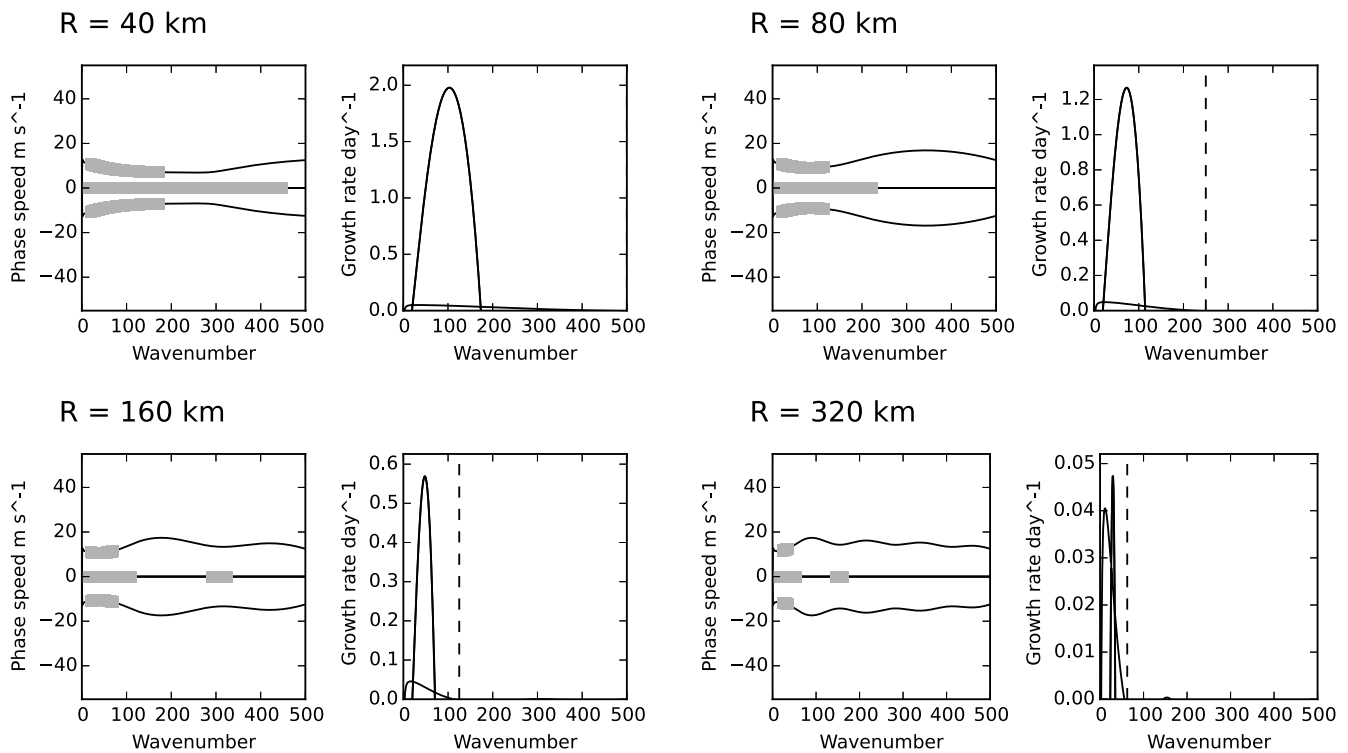 R = 40 km
Phase speed m s^-1
40
20
0
−20
−40
0 100 200 300 400 500
Wavenumber
Growth rate day^-1
2.0
1.5
1.0
0.5
0.0
0 100 200 300 400 500
Wavenumber
R = 80 km
Phase speed m s^-1
40
20
0
−20
−40
0 100 200 300 400 500
Wavenumber
Growth rate day^-1
1.2
1.0
0.8
0.6
0.4
0.2
0.0
0 100 200 300 400 500
Wavenumber
R = 160 km
Phase speed m s^-1
40
20
0
−20
−40
0 100 200 300 400 500
Wavenumber
Growth rate day^-1
0.6
0.5
0.4
0.3
0.2
0.1
0.0
0 100 200 300 400 500
Wavenumber
R = 320 km
Phase speed m s^-1
40
20
0
−20
−40
0 100 200 300 400 500
Wavenumber
Growth rate day^-1
0.05
0.04
0.03
0.02
0.01
0.00
0 100 200 300 400 500
Wavenumber